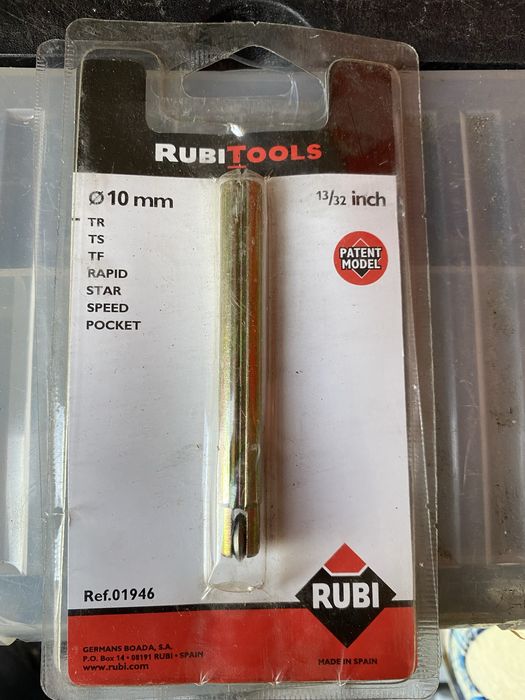 RUBITOOLS
Ø 10 mm
13/32 inch
TR
TS
TF
RAPID
STAR
SPEED
POCKET
PATENT
MODEL
Ref.01946
RUBI
GERMANS BOADA, S.A.
P.O. Box 14 • 08191 RUBI • SPAIN
www.rubi.com
MADE IN SPAIN